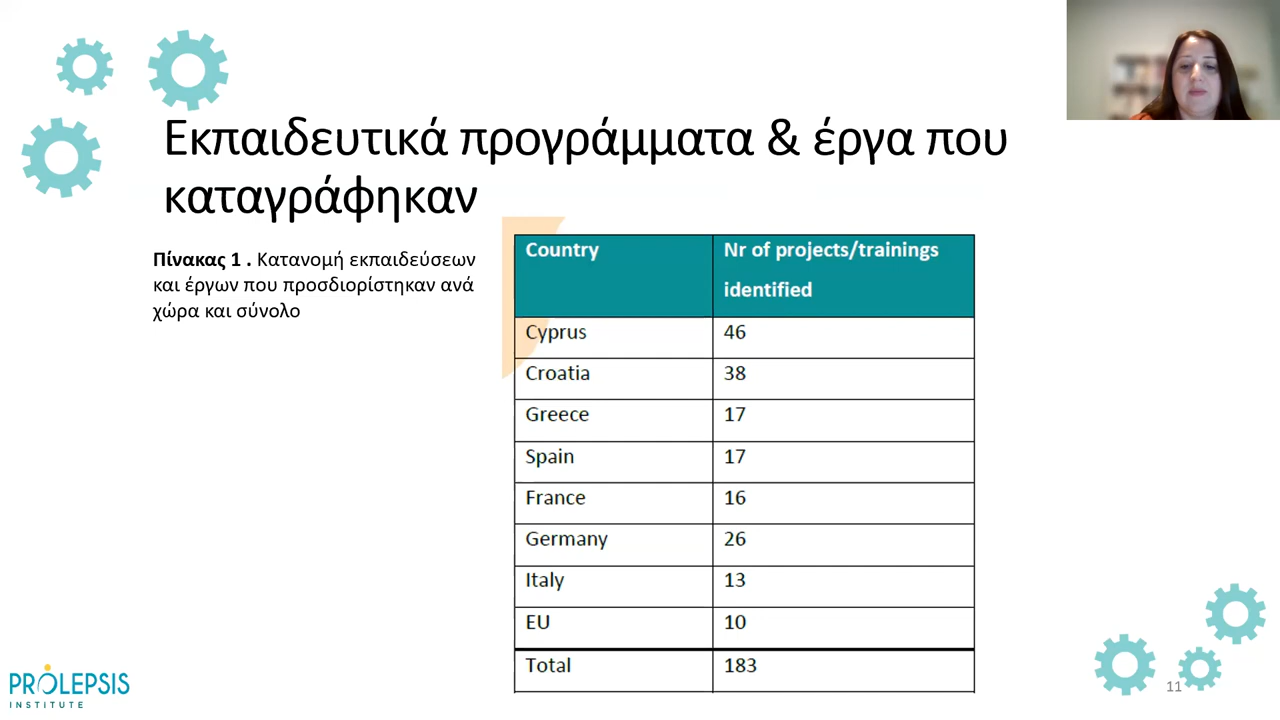 Εκπαιδευτικά προγράμματα & έργα που
καταγράφηκαν
Πίνακας 1 . Κατανομή εκπαιδεύσεων
και έργων που προσδιορίστηκαν ανά
χώρα και σύνολο
Country Nr of projects/trainings
identified
Cyprus 46
Croatia 38
Greece 17
Spain 17
France 16
Germany 26
Italy 13
EU 10
Total 183
PROLEPSIS
INSTITUTE
11